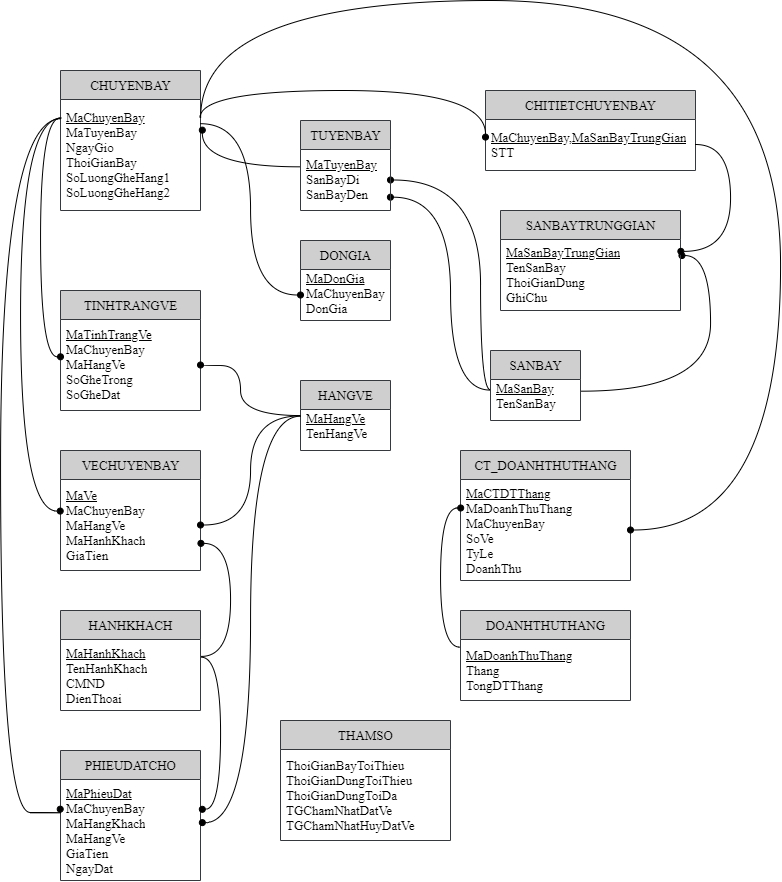 CHUYENBAY
MaChuyenBay
MaTuyenBay
NgayGio
ThoiGianBay
SoLuongGheHang1
SoLuongGheHang2
TUYENBAY
MaTuyenBay
SanBayDi
SanBayDen
CHITIETCHUYENBAY
MaChuyenBay,MaSanBayTrungGian
STT
SANBAYTRUNGGIAN
MaSanBayTrungGian
TenSanBay
ThoiGianDung
GhiChu
DONGIA
MaDonGia
MaChuyenBay
DonGia
TINHTRANGVE
MaTinhTrangVe
MaChuyenBay
MaHangVe
SoGheTrong
SoGheDat
SANBAY
MaSanBay
TenSanBay
HANGVE
MaHangVe
TenHangVe
VECHUYENBAY
MaVe
MaChuyenBay
MaHangVe
MaHanhKhach
GiaTien
CT_DOANHTHUTHANG
MaCTDTThang
MaDoanhThuThang
MaChuyenBay
SoVe
TyLe
DoanhThu
HANHKHACH
MaHanhKhach
TenHanhKhach
CMND
DienThoai
DOANHTHUTHANG
MaDoanhThuThang
Thang
TongDTThang
THAMSO
ThoiGianBayToiThieu
ThoiGianDungToiThieu
ThoiGianDungToiDa
TGChamNhatDatVe
TGChamNhatHuyDatVe
PHIEUDATCHO
MaPhieuDat
MaChuyenBay
MaHangKhach
MaHangVe
GiaTien
NgayDat